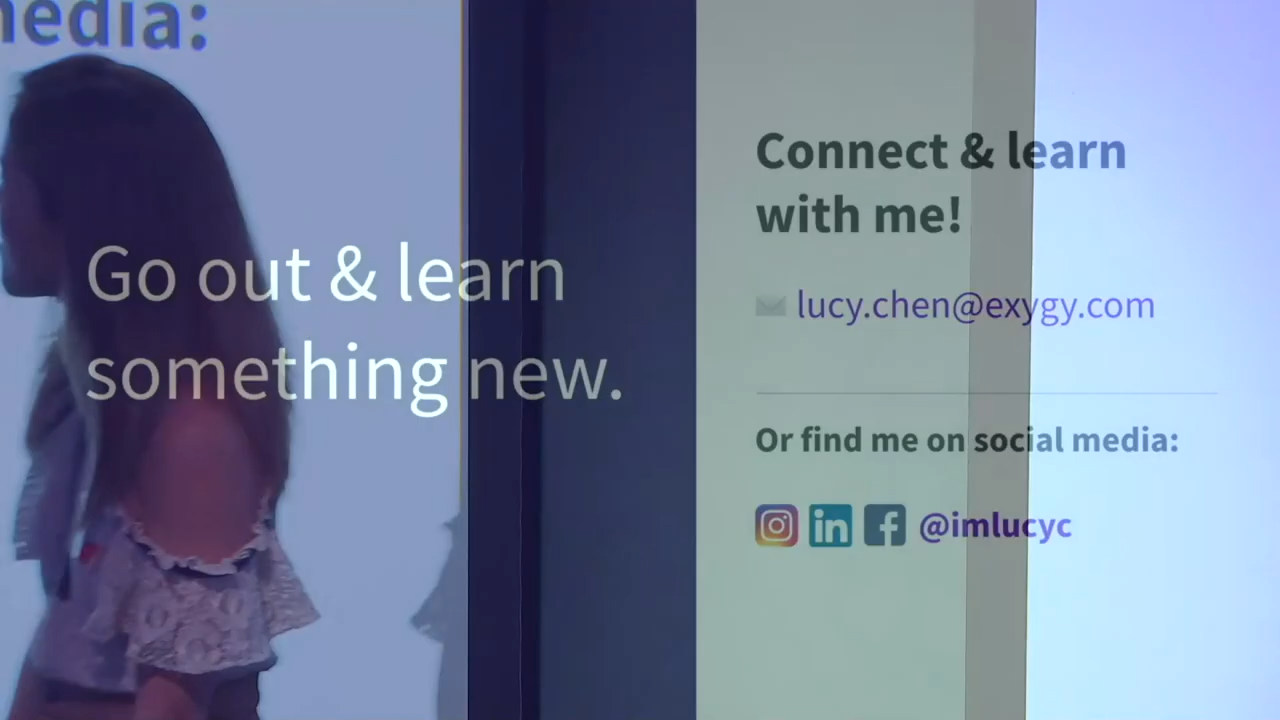 media:
Go out & learn
something new.
Connect & learn
with me!
lucy.chen@exygy.com
Or find me on social media:
in f @imlucyc